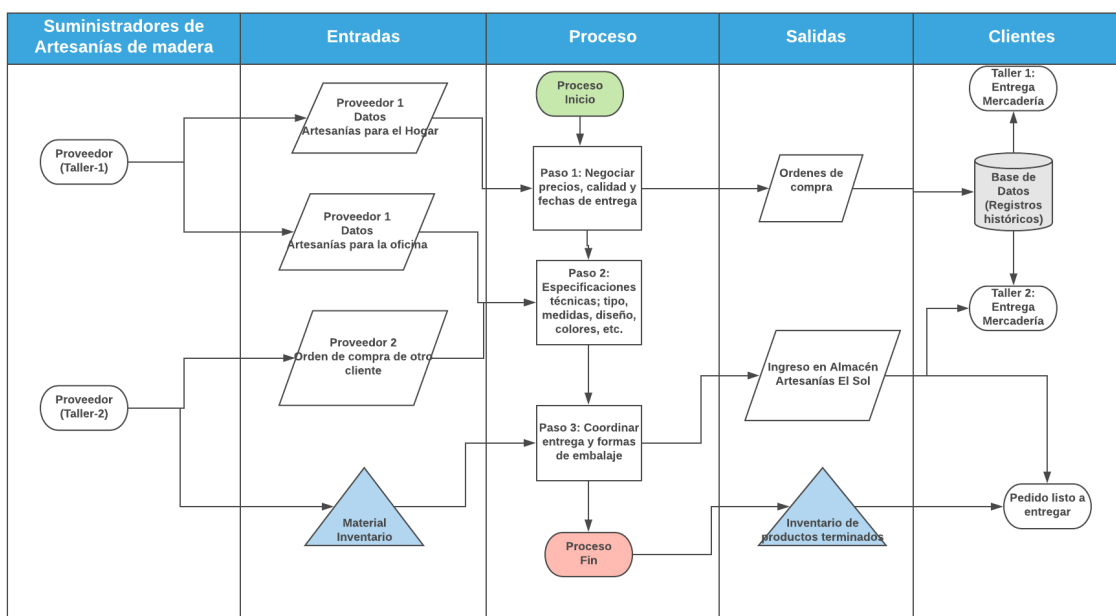 Suministradores de
Artesanías de madera
Entradas
Proceso
Salidas
Clientes
Proveedor
(Taller-1)
Proveedor
(Taller-2)
Proveedor 1
Datos
Artesanías para el Hogar
Proveedor 1
Datos
Artesanías para la oficina
Proveedor 2
Orden de compra de otro
cliente
Material
Inventario
Proceso
Inicio
Paso 1: Negociar
precios, calidad y
fechas de entrega
Paso 2:
Especificaciones
técnicas; tipo,
medidas, diseño,
colores, etc.
Paso 3: Coordinar
entrega y formas
de embalaje
Proceso
Fin
Ordenes de
compra
Ingreso en Almacén
Artesanías El Sol
Inventario de
productos terminados
Taller 1:
Entrega
Mercadería
Base de
Datos
(Registros
históricos)
Taller 2:
Entrega
Mercadería
Pedido listo a
entregar